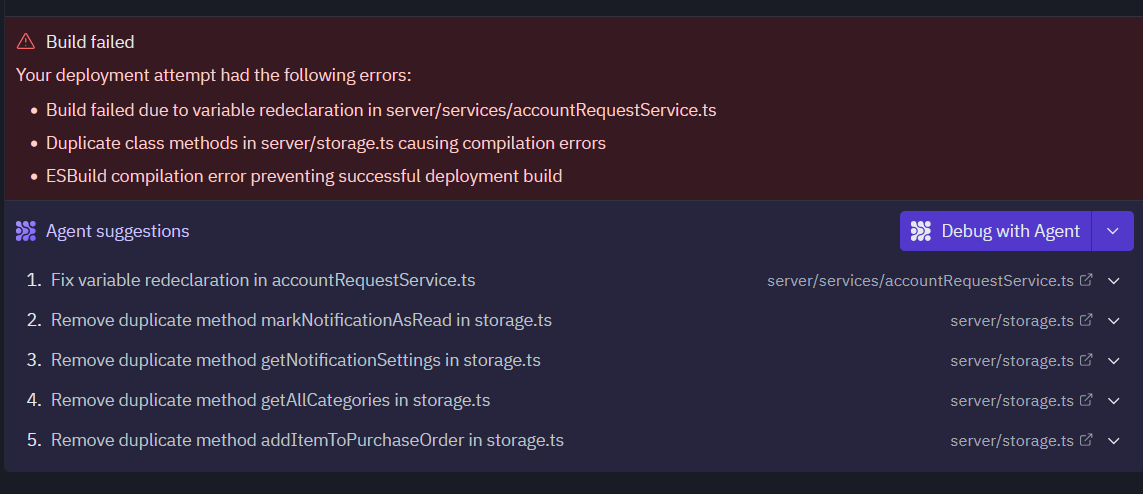 Build failed
Your deployment attempt had the following errors:
• Build failed due to variable redeclaration in server/services/accountRequestService.ts
• Duplicate class methods in server/storage.ts causing compilation errors
• ESBuild compilation error preventing successful deployment build
Agent suggestions Debug with Agent
1. Fix variable redeclaration in accountRequestService.ts server/services/accountRequestService.ts
2. Remove duplicate method markNotificationAsRead in storage.ts server/storage.ts
3. Remove duplicate method getNotificationSettings in storage.ts server/storage.ts
4. Remove duplicate method getAllCategories in storage.ts server/storage.ts
5. Remove duplicate method addItemToPurchaseOrder in storage.ts server/storage.ts